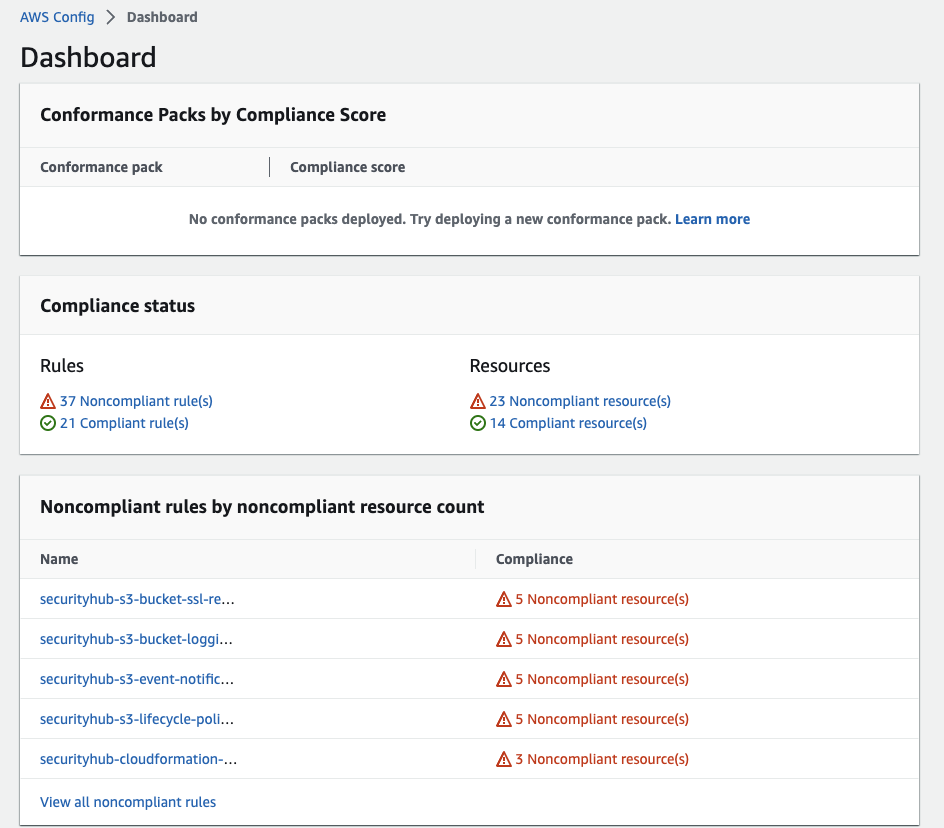 AWS Config > Dashboard
Dashboard
Conformance Packs by Compliance Score
Conformance pack Compliance score
No conformance packs deployed. Try deploying a new conformance pack. Learn more
Compliance status
Rules Resources
37 Noncompliant rule(s) 23 Noncompliant resource(s)
21 Compliant rule(s) 14 Compliant resource(s)
Noncompliant rules by noncompliant resource count
Name Compliance
securityhub-s3-bucket-ssl-re... 5 Noncompliant resource(s)
securityhub-s3-bucket-loggi... 5 Noncompliant resource(s)
securityhub-s3-event-notific... 5 Noncompliant resource(s)
securityhub-s3-lifecycle-poli... 5 Noncompliant resource(s)
securityhub-cloudformation-... 3 Noncompliant resource(s)
View all noncompliant rules